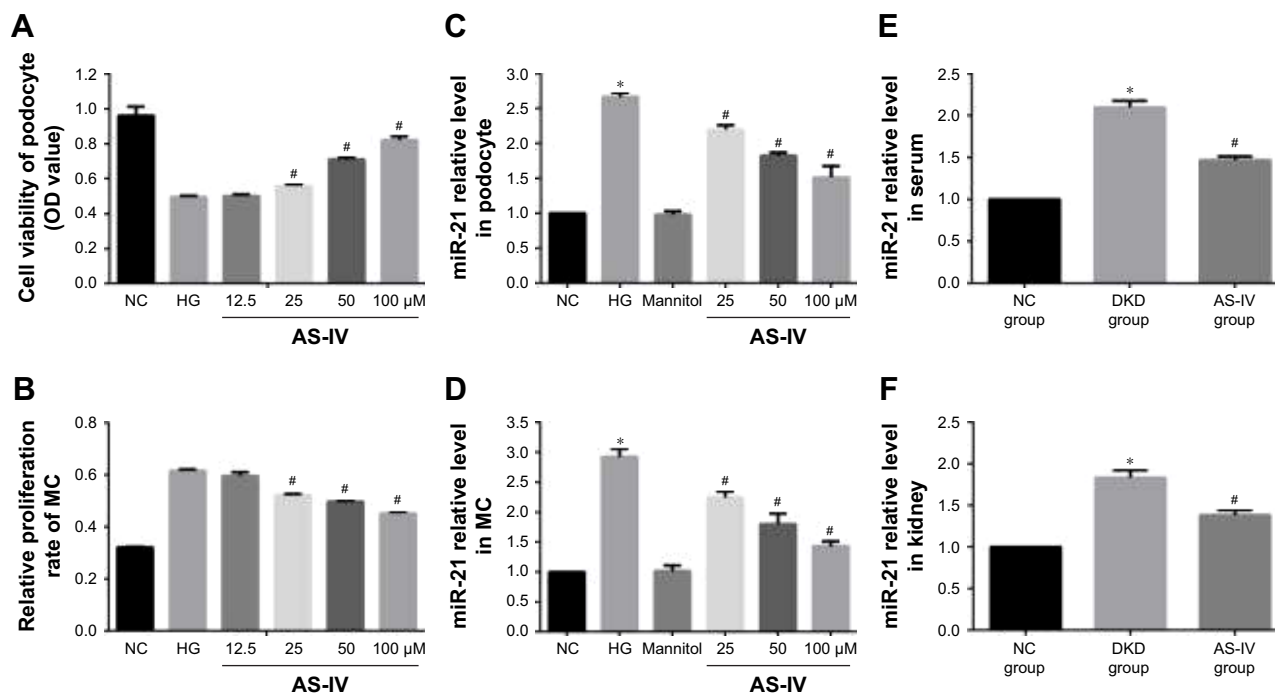 A
Cell viability of podocyte
(OD value)
1.2
1.0
0.8
0.6
0.4
0.2
0.0
#
#
#
NC HG 12.5 25 50 100 µM
AS-IV
B
Relative proliferation
rate of MC
0.8
0.6
0.4
0.2
0.0
#
#
#
NC HG 12.5 25 50 100 µM
AS-IV
C
miR-21 relative level
in podocyte
3.0
2.5
2.0
1.5
1.0
0.5
0.0
*
#
#
#
NC HG Mannitol 25 50 100 µM
AS-IV
D
miR-21 relative level
in MC
3.5
3.0
2.5
2.0
1.5
1.0
0.5
0.0
*
#
#
#
NC HG Mannitol 25 50 100 µM
AS-IV
E
miR-21 relative level
in serum
2.5
2.0
1.5
1.0
0.5
0.0
*
#
NC DKD AS-IV
group group group
F
miR-21 relative level
in kidney
2.5
2.0
1.5
1.0
0.5
0.0
*
#
NC DKD AS-IV
group group group